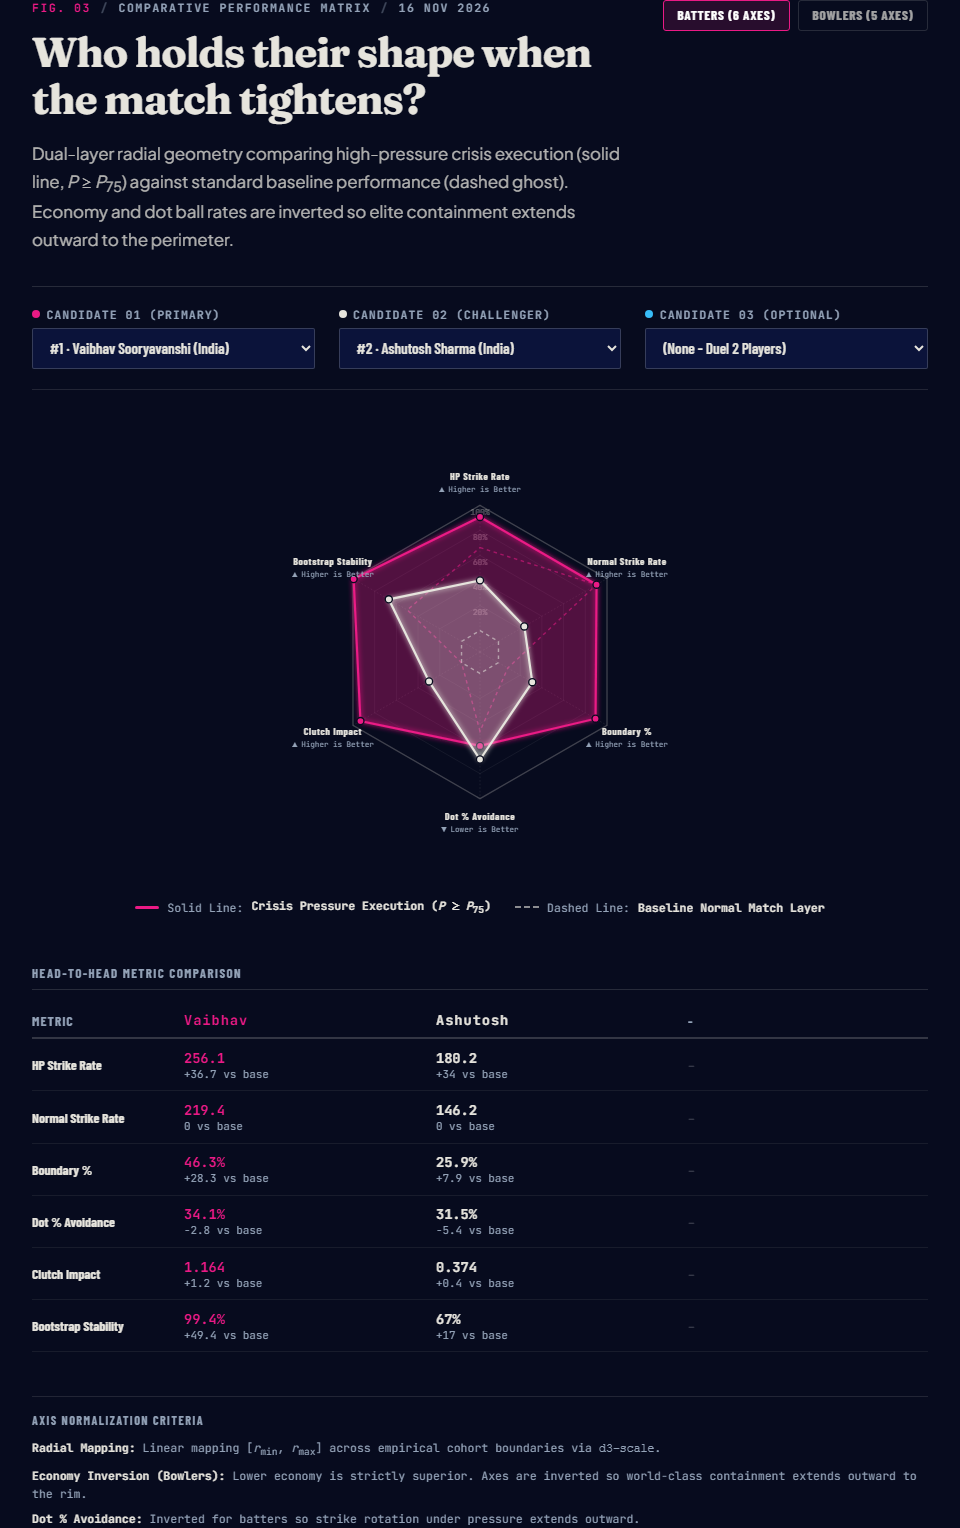 FIG. 03 / COMPARATIVE PERFORMANCE MATRIX / 16 NOV 2026
BATTERS (6 AXES)
BOWLERS (5 AXES)
Who holds their shape when
the match tightens?
Dual-layer radial geometry comparing high-pressure crisis execution (solid
line, P ≥ P75) against standard baseline performance (dashed ghost).
Economy and dot ball rates are inverted so elite containment extends
outward to the perimeter.
CANDIDATE 01 (PRIMARY)
CANDIDATE 02 (CHALLENGER)
CANDIDATE 03 (OPTIONAL)
#1 · Vaibhav Sooryavanshi (India)
#2 · Ashutosh Sharma (India)
(None - Duel 2 Players)
HP Strike Rate
▲ Higher is Better
100%
80%
Bootstrap Stability
▲ Higher is Better
60%
Normal Strike Rate
▲ Higher is Better
20%
Clutch Impact
▲ Higher is Better
Boundary %
▲ Higher is Better
Dot % Avoidance
▼ Lower is Better
Solid Line: Crisis Pressure Execution (P ≥ P75)
Dashed Line: Baseline Normal Match Layer
HEAD-TO-HEAD METRIC COMPARISON
METRIC Vaibhav Ashutosh -
HP Strike Rate 256.1 180.2 –
+36.7 vs base +34 vs base
Normal Strike Rate 219.4 146.2 –
0 vs base 0 vs base
Boundary % 46.3% 25.9% –
+28.3 vs base +7.9 vs base
Dot % Avoidance 34.1% 31.5% –
-2.8 vs base -5.4 vs base
Clutch Impact 1.164 0.374 –
+1.2 vs base +0.4 vs base
Bootstrap Stability 99.4% 67% –
+49.4 vs base +17 vs base
AXIS NORMALIZATION CRITERIA
Radial Mapping: Linear mapping [rmin, rmax] across empirical cohort boundaries via d3-scale.
Economy Inversion (Bowlers): Lower economy is strictly superior. Axes are inverted so world-class containment extends outward to
the rim.
Dot % Avoidance: Inverted for batters so strike rotation under pressure extends outward.